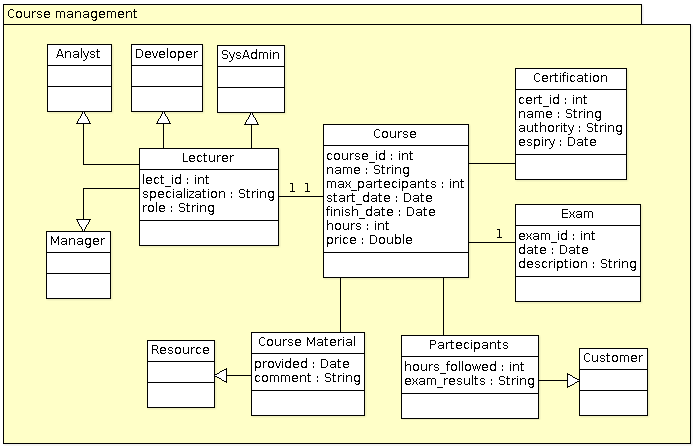 Course management
Analyst
Developer
SysAdmin
Certification
cert_id : int
name : String
authority : String
espiry : Date
Course
course_id : int
name : String
max_partecipants : int
start_date : Date
finish_date : Date
hours : int
price : Double
Lecturer
lect_id : int
specialization : String
role : String
1 1
Exam
exam_id : int
date : Date
description : String
1
Manager
Resource
Course Material
provided : Date
comment : String
Partecipants
hours_followed : int
exam_results : String
Customer